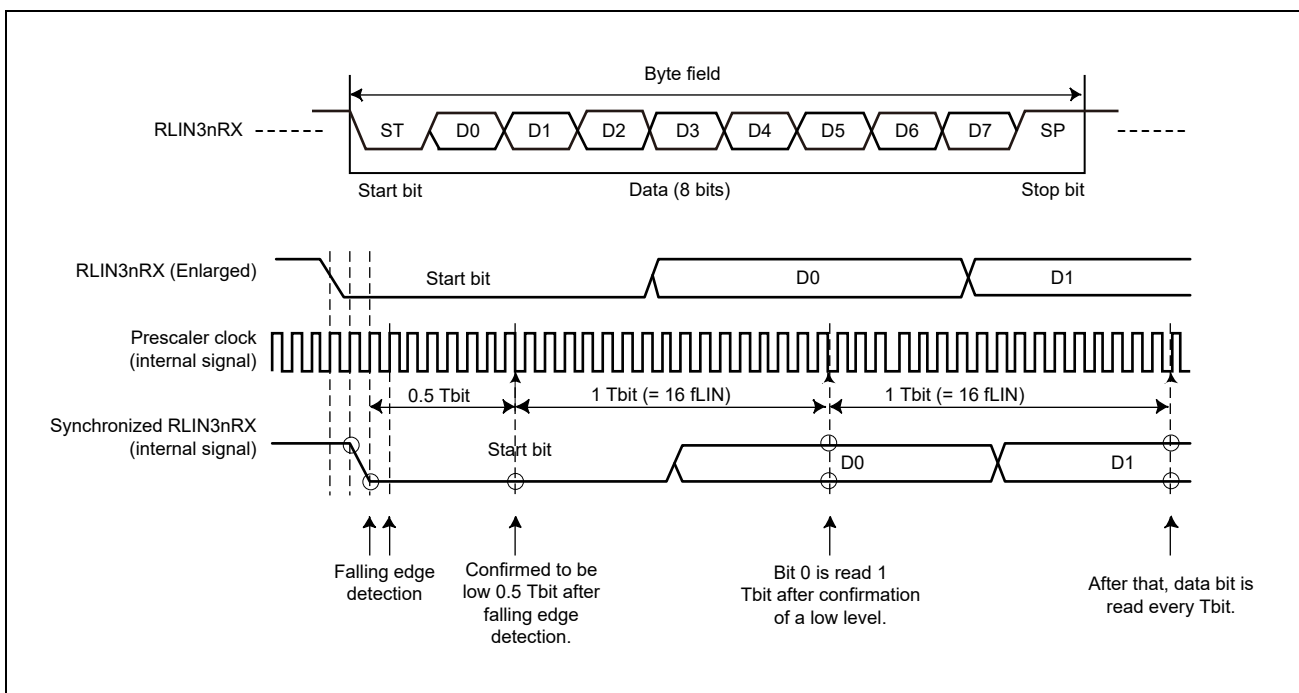 Byte field
RLIN3nRX
ST
D0
D1
D2
D3
D4
D5
D6
D7
SP
Start bit
Data (8 bits)
Stop bit
RLIN3nRX (Enlarged)
Start bit
D0
D1
Prescaler clock
(internal signal)
0.5 Tbit
1 Tbit (= 16 fLIN)
1 Tbit (= 16 fLIN)
Synchronized RLIN3nRX
(internal signal)
Start bit
D0
D1
Falling edge
detection
Confirmed to be
low 0.5 Tbit after
falling edge
detection.
Bit 0 is read 1
Tbit after confirmation
of a low level.
After that, data bit is
read every Tbit.